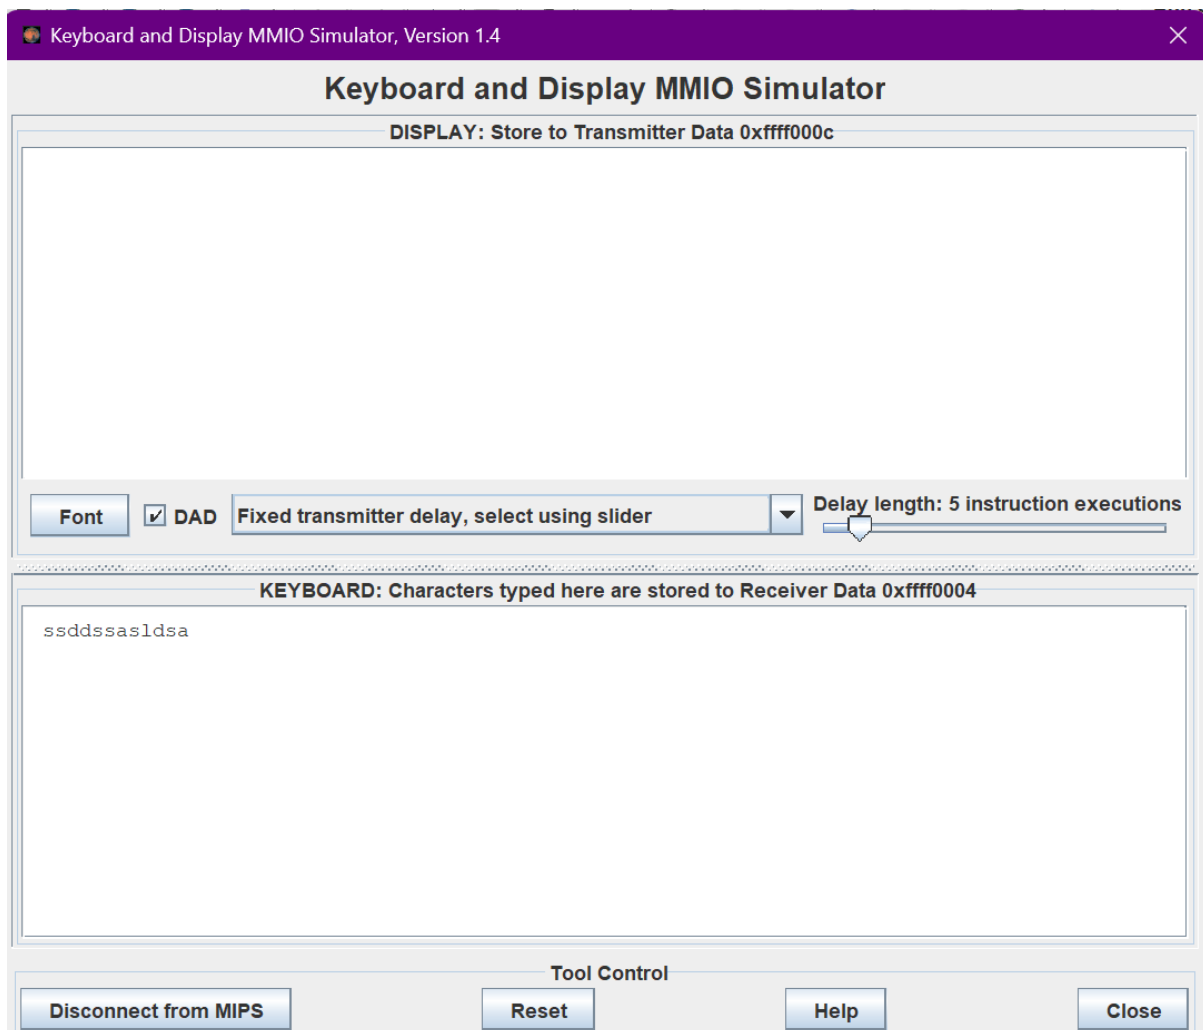 Keyboard and Display MMIO Simulator, Version 1.4
Keyboard and Display MMIO Simulator
DISPLAY: Store to Transmitter Data 0xffff000c
Font
DAD
Fixed transmitter delay, select using slider
Delay length: 5 instruction executions
KEYBOARD: Characters typed here are stored to Receiver Data 0xffff0004
ssddssasldsa
Tool Control
Disconnect from MIPS
Reset
Help
Close